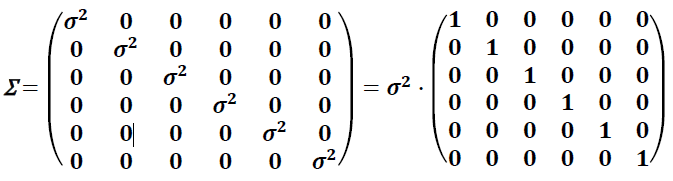 σ² 0 0 0 0 0 1 0 0 0 0 0
0 σ² 0 0 0 0 0 1 0 0 0 0
0 0 σ² 0 0 0 0 0 1 0 0 0
Σ = 0 0 0 σ² 0 0 = σ² · 0 0 0 1 0 0
0 0 0 0 σ² 0 0 0 0 0 1 0
0 0 0 0 0 σ² 0 0 0 0 0 1